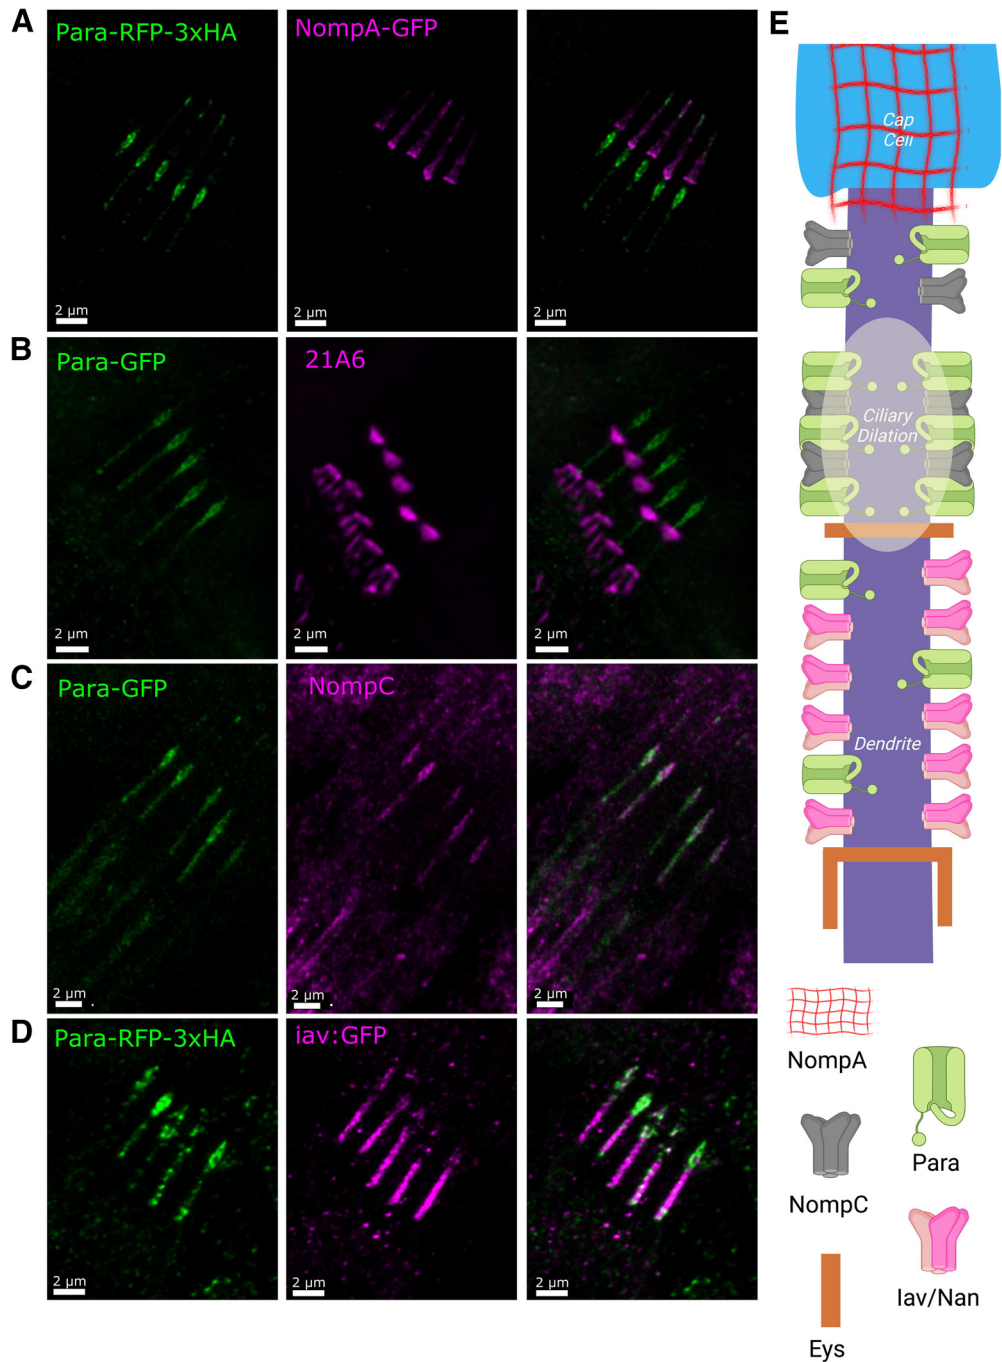 A
Para-RFP-3xHA
NompA-GFP
2 µm
2 µm
2 µm
B
Para-GFP
21A6
2 µm
2 µm
2 µm
C
Para-GFP
NompC
2 µm
2 µm
2 µm
D
Para-RFP-3xHA
iav:GFP
2 µm
2 µm
2 µm
E
Cap
Cell
Ciliary
Dilation
Dendrite
NompA
Para
NompC
Iav/Nan
Eys